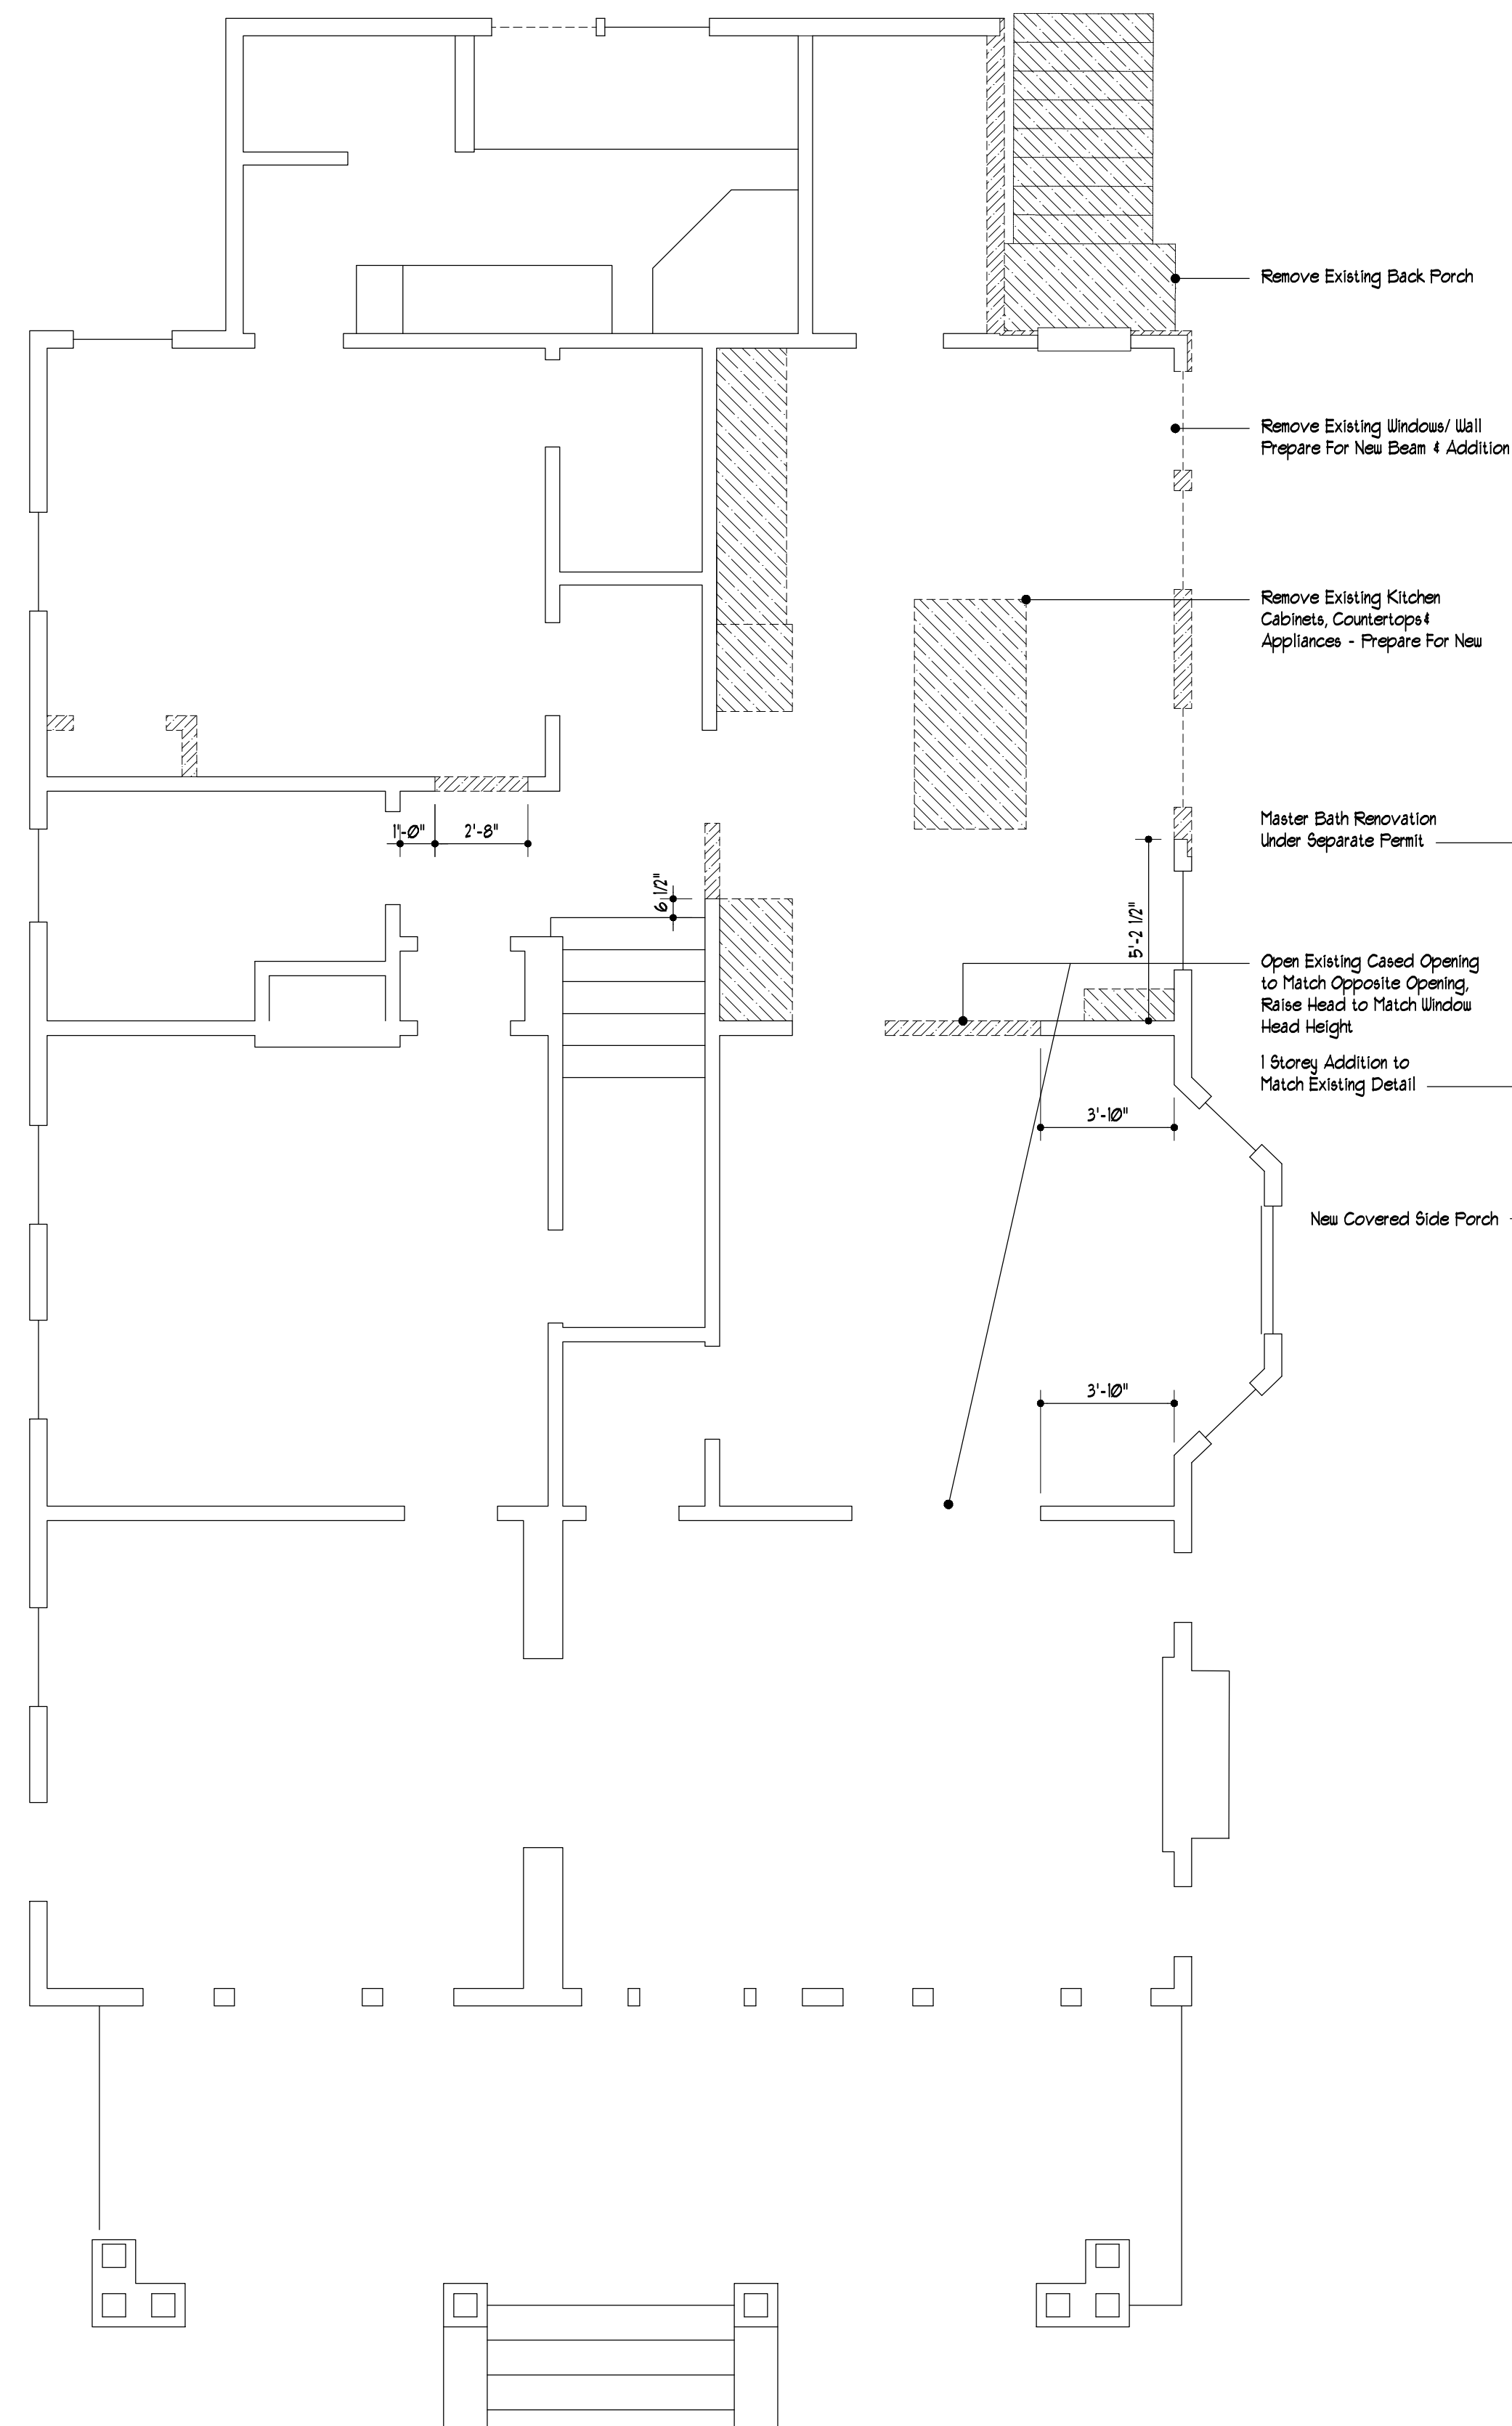 Remove Existing Back Porch
Remove Existing Windows/ Wall
Prepare For New Beam & Addition
Remove Existing Kitchen
Cabinets, Countertops &
Appliances - Prepare For New
Master Bath Renovation
Under Separate Permit
1'-0"
2'-8"
6 1/2"
5'-2 1/2"
Open Existing Cased Opening
to Match Opposite Opening,
Raise Head to Match Window
Head Height
1 Storey Addition to
Match Existing Detail
3'-10"
New Covered Side Porch
3'-10"